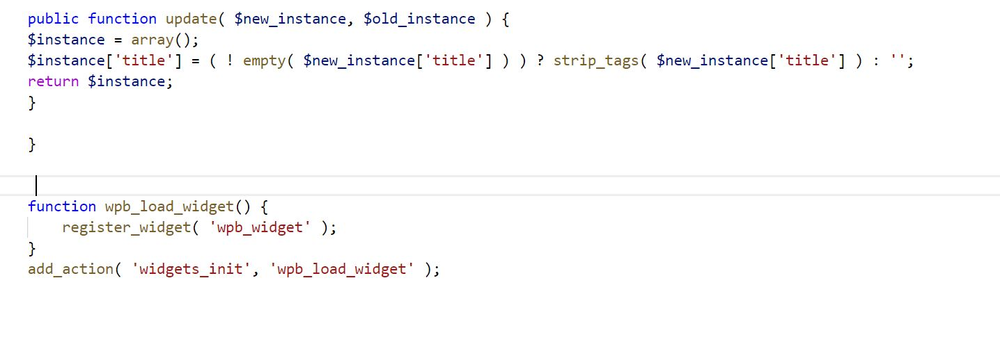 public function update( $new_instance, $old_instance ) {
$instance = array();
$instance['title'] = ( ! empty( $new_instance['title'] ) ) ? strip_tags( $new_instance['title'] ) : '';
return $instance;
}
}
function wpb_load_widget() {
    register_widget( 'wpb_widget' );
}
add_action( 'widgets_init', 'wpb_load_widget' );